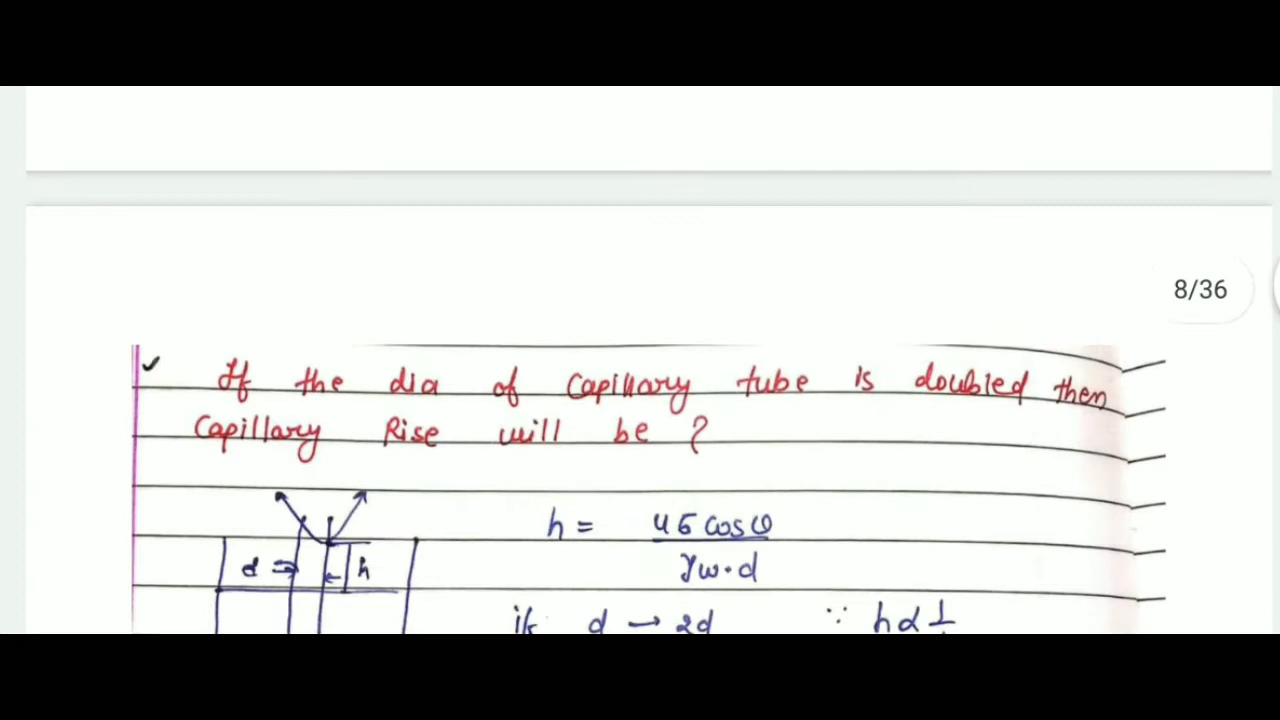 8/36
If the dia of Capillary tube is doubled then
Capillary Rise will be ?
h = 4σ cosφ
γw·d
d h
if d → 2d ∵ h α 1